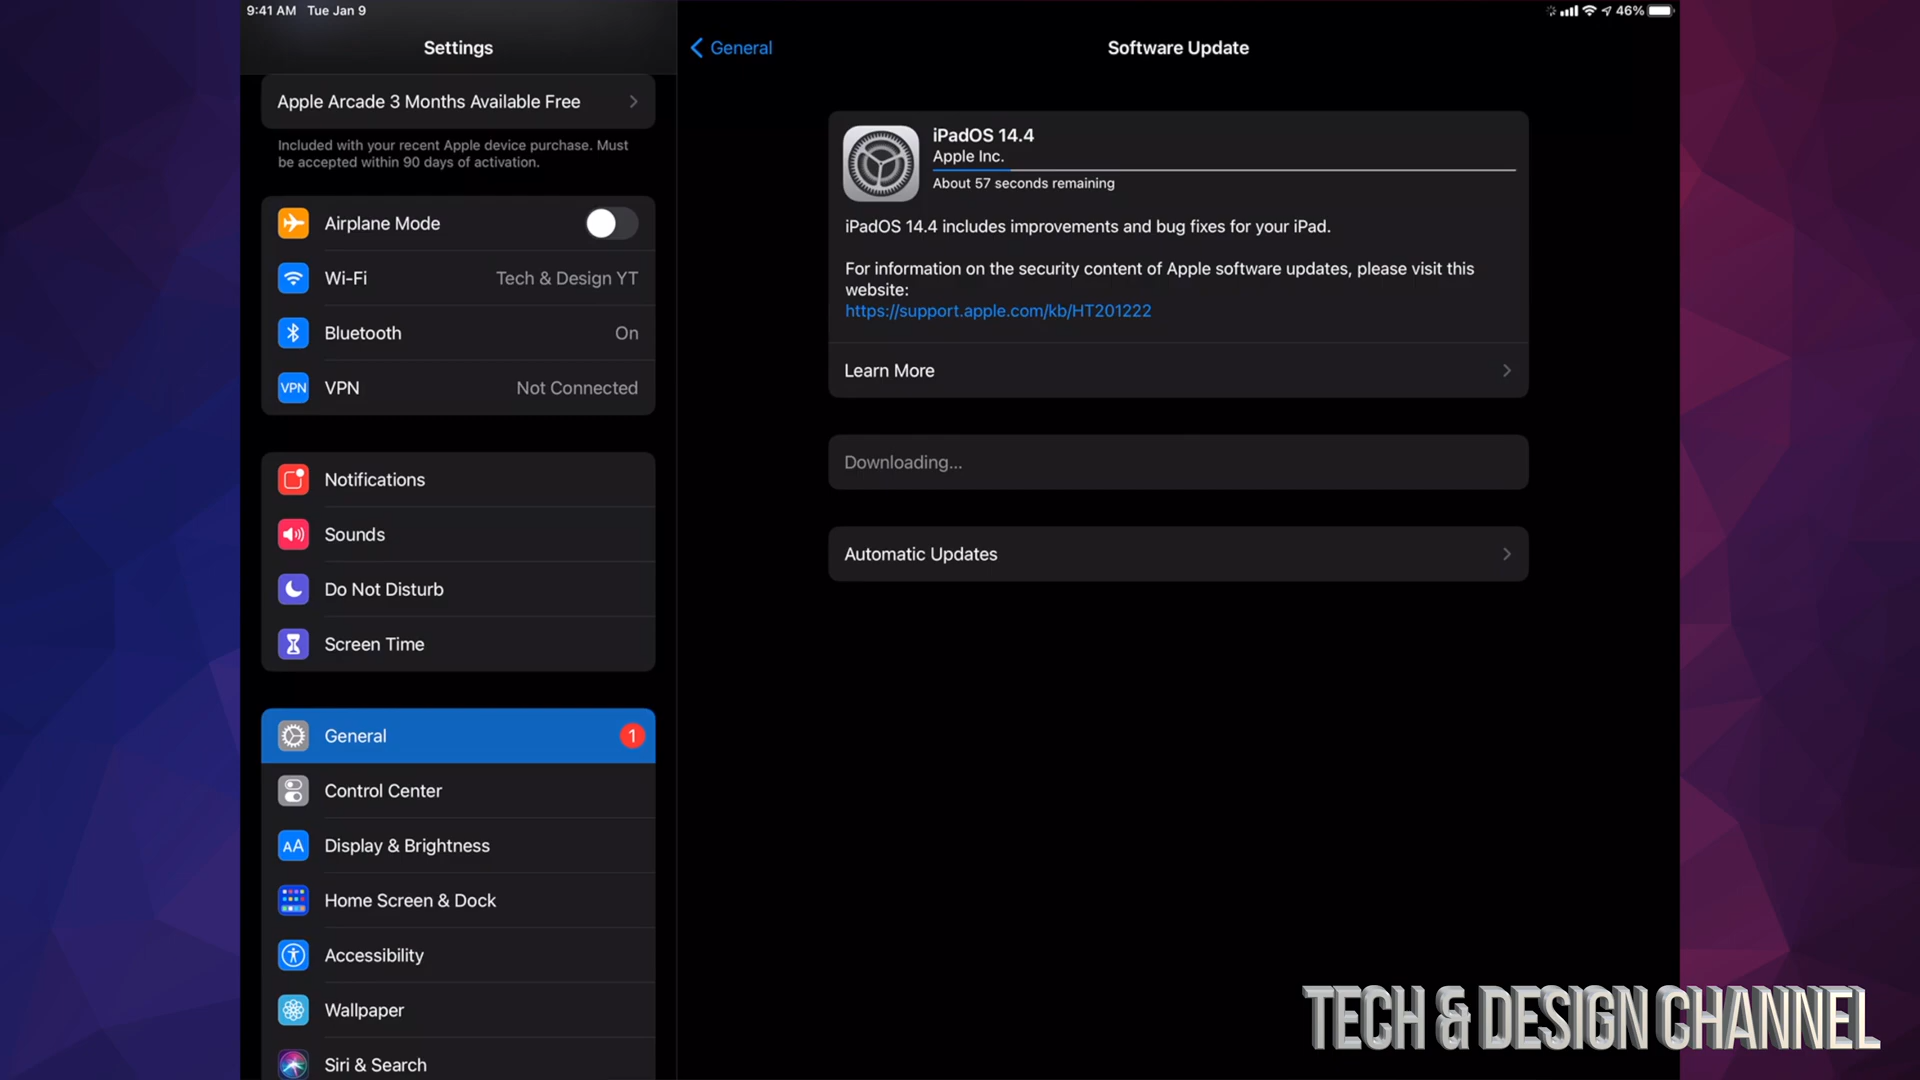 9:41 AM Tue Jan 9
46%
Settings
General
Software Update
Apple Arcade 3 Months Available Free
Included with your recent Apple device purchase. Must
be accepted within 90 days of activation.
Airplane Mode
Wi-Fi
Tech & Design YT
Bluetooth
On
VPN
VPN
Not Connected
Notifications
Sounds
Do Not Disturb
Screen Time
General
1
Control Center
AA
Display & Brightness
Home Screen & Dock
Accessibility
Wallpaper
Siri & Search
iPadOS 14.4
Apple Inc.
About 57 seconds remaining
iPadOS 14.4 includes improvements and bug fixes for your iPad.
For information on the security content of Apple software updates, please visit this
website:
https://support.apple.com/kb/HT201222
Learn More
Downloading...
Automatic Updates
TECH & DESIGN CHANNEL